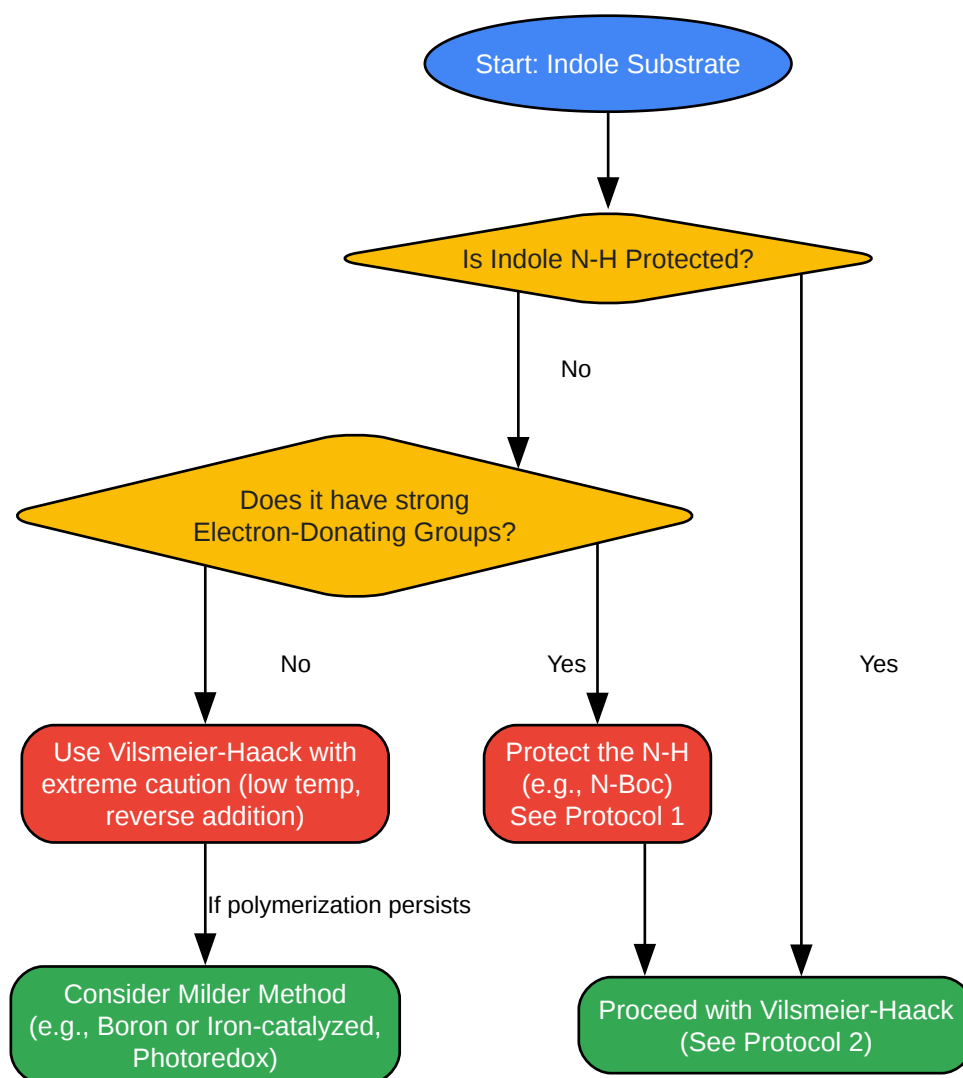 Start: Indole Substrate
Is Indole N-H Protected?
No
Does it have strong
Electron-Donating Groups?
No
Yes
Yes
Use Vilsmeier-Haack with
extreme caution (low temp,
reverse addition)
Protect the N-H
(e.g., N-Boc)
See Protocol 1
If polymerization persists
Consider Milder Method
(e.g., Boron or Iron-catalyzed,
Photoredox)
Proceed with Vilsmeier-Haack
(See Protocol 2)